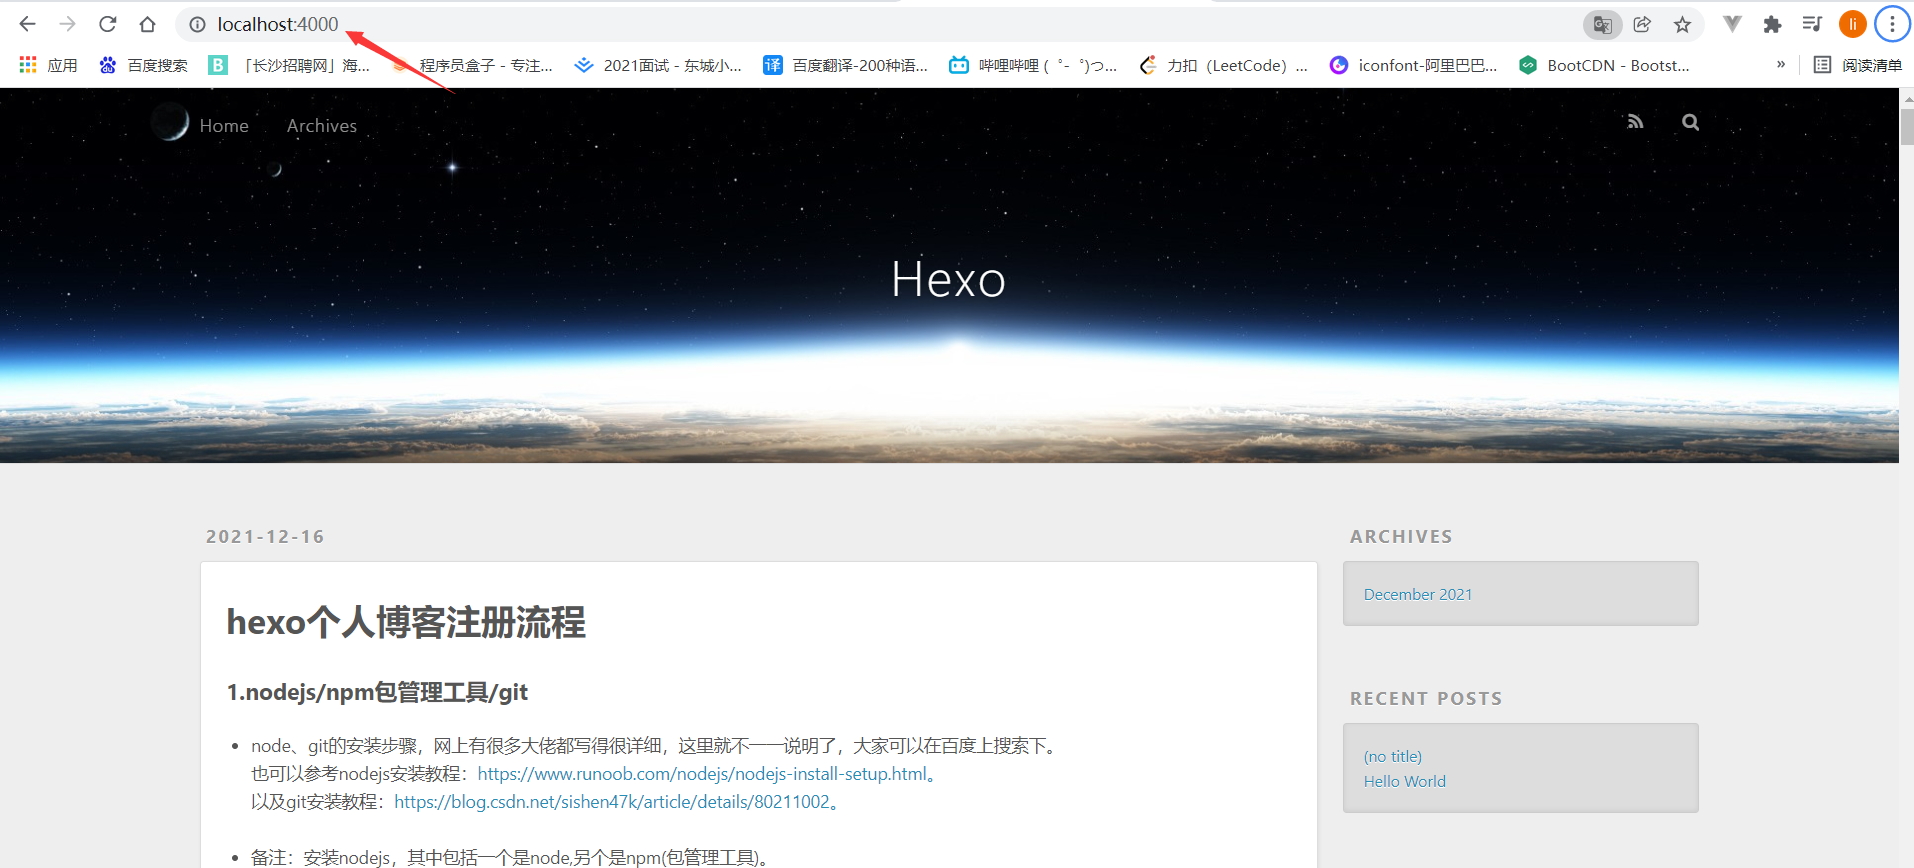 localhost:4000
li
应用
百度搜索
B
「长沙招聘网」海...
程序员盒子 - 专注...
2021面试 - 东城小...
译
百度翻译-200种语...
哔哩哔哩 (゜-゜)つ...
力扣（LeetCode）...
iconfont-阿里巴巴...
BootCDN - Bootst...
»
阅读清单
Home
Archives
Hexo
2021-12-16
ARCHIVES
hexo个人博客注册流程
December 2021
1.nodejs/npm包管理工具/git
RECENT POSTS
• node、git的安装步骤，网上有很多大佬都写得很详细，这里就不一一说明了，大家可以在百度上搜索下。
也可以参考nodejs安装教程：https://www.runoob.com/nodejs/nodejs-install-setup.html。
以及git安装教程：https://blog.csdn.net/sishen47k/article/details/80211002。
(no title)
Hello World
• 备注：安装nodejs，其中包括一个是node,另个是npm(包管理工具)。